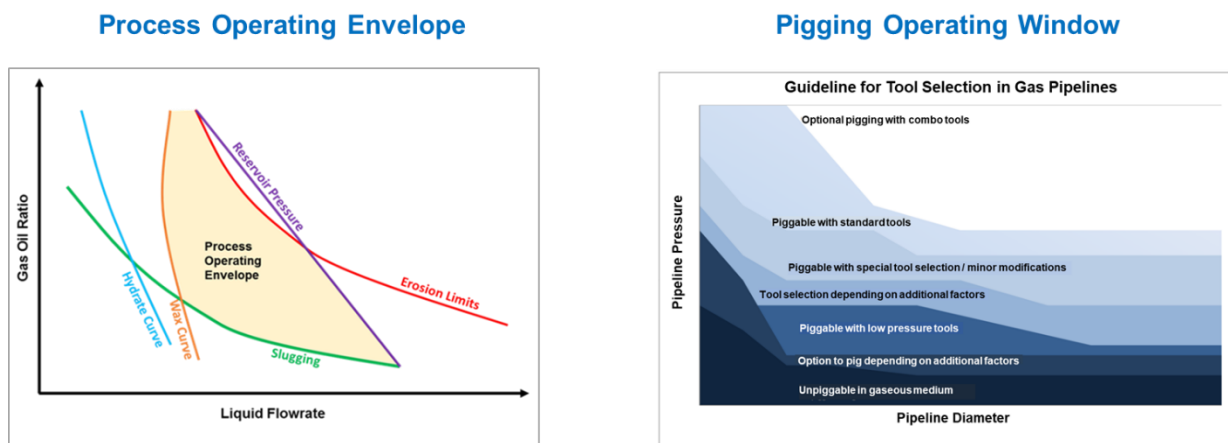 Process Operating Envelope
Pigging Operating Window
Gas Oil Ratio
Hydrate Curve
Wax Curve
Reservoir Pressure
Process
Operating
Envelope
Erosion Limits
Slugging
Liquid Flowrate
Guideline for Tool Selection in Gas Pipelines
Pipeline Pressure
Optional pigging with combo tools
Piggable with standard tools
Piggable with special tool selection / minor modifications
Tool selection depending on additional factors
Piggable with low pressure tools
Option to pig depending on additional factors
Unpiggable in gaseous medium
Pipeline Diameter